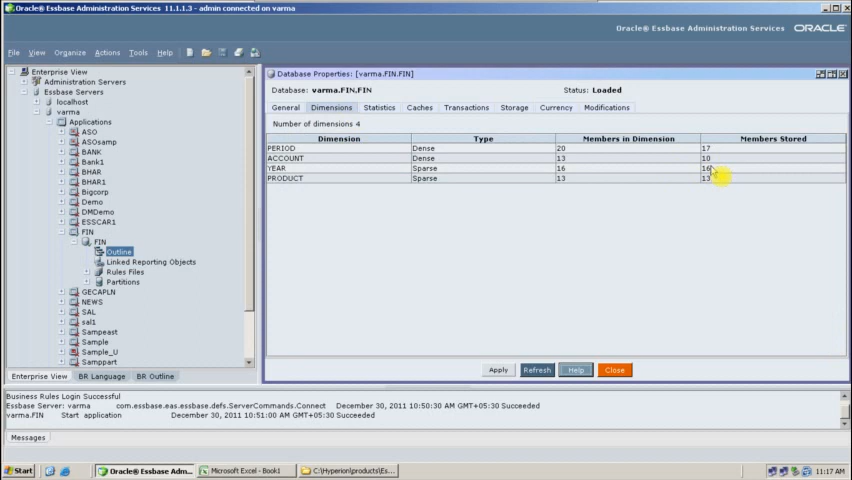 Oracle® Essbase Administration Services 11.1.1.3 - admin connected on varma
Oracle® Essbase Administration Services ORACLE
File View Organize Actions Tools Help
Enterprise View
Administration Servers
Essbase Servers
localhost
varma
Applications
ASO
ASOsamp
BANK
Bank1
BHAR
BHAR1
Bigcorp
Demo
DMDemo
ESSCAR1
FIN
FIN
Outline
Linked Reporting Objects
Rules Files
Partitions
GECAPLN
NEWS
SAL
sal1
Sampeast
Sample
Sample_U
Samppart
Enterprise View BR Language BR Outline
Database Properties: [varma.FIN.FIN]
Database: varma.FIN.FIN Status: Loaded
General Dimensions Statistics Caches Transactions Storage Currency Modifications
Number of dimensions 4
Dimension Type Members in Dimension Members Stored
PERIOD Dense 20 17
ACCOUNT Dense 13 10
YEAR Sparse 16 16
PRODUCT Sparse 13 13
Apply Refresh Help Close
Business Rules Login Successful
Essbase Server: varma com.essbase.eas.essbase.defs.ServerCommands.Connect December 30, 2011 10:50:30 AM GMT+05:30 Succeeded
varma.FIN Start application December 30, 2011 10:51:00 AM GMT+05:30 Succeeded
Messages
Start Oracle® Essbase Adm... Microsoft Excel - Book1 C:\Hyperion\products\Es... 11:17 AM